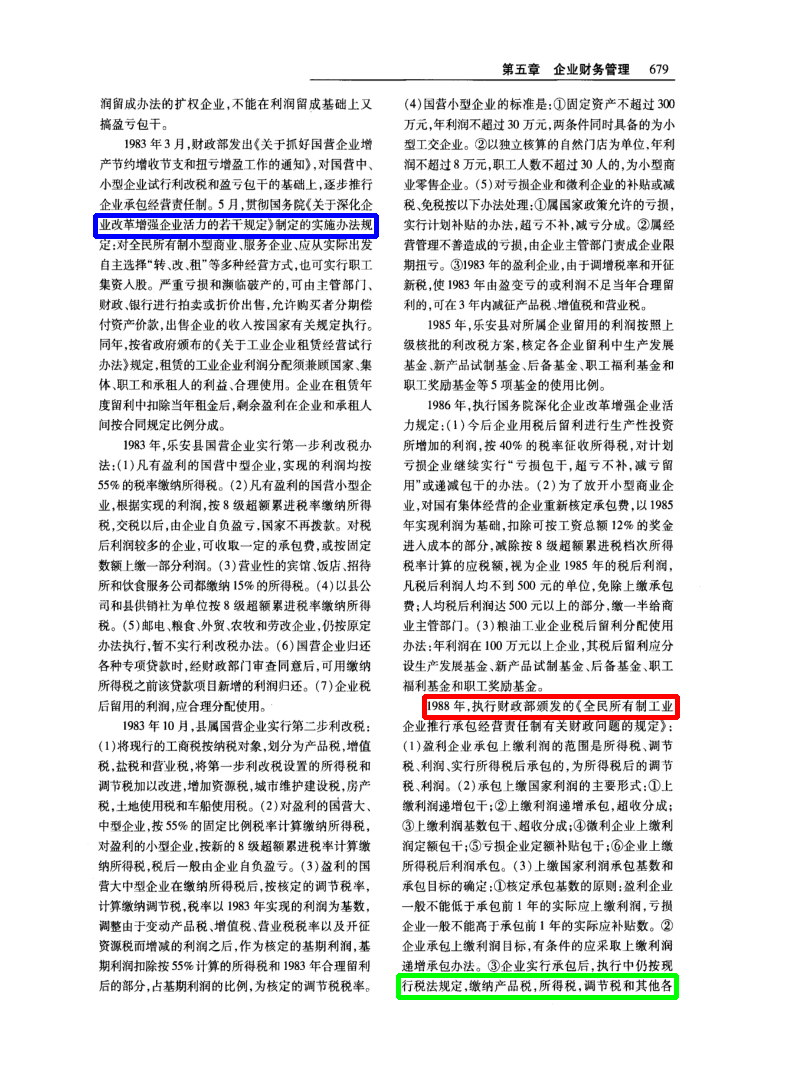 第五章 企业财务管理 679
润留成办法的扩权企业,不能在利润留成基础上又
搞盈亏包干。
1983年3月,财政部发出《关于抓好国营企业增
产节约增收节支和扭亏增盈工作的通知》,对国营中、
小型企业试行利改税和盈亏包干的基础上,逐步推行
企业承包经营责任制。5月,贯彻国务院《关于深化企
业改革增强企业活力的若干规定》制定的实施办法规
定:对全民所有制小型商业、服务企业、应从实际出发
自主选择“转、改、租”等多种经营方式,也可实行职工
集资入股。严重亏损和濒临破产的,可由主管部门、
财政、银行进行拍卖或折价出售,允许购买者分期偿
付资产价款,出售企业的收入按国家有关规定执行。
同年,按省政府颁布的《关于工业企业租赁经营试行
办法》规定,租赁的工业企业利润分配须兼顾国家、集
体、职工和承租人的利益、合理使用。企业在租赁年
度留利中扣除当年租金后,剩余盈利在企业和承租人
间按合同规定比例分成。
1983年,乐安县国营企业实行第一步利改税办
法:(1)凡有盈利的国营中型企业,实现的利润均按
55%的税率缴纳所得税。(2)凡有盈利的国营小型企
业,根据实现的利润,按8级超额累进税率缴纳所得
税,交税以后,由企业自负盈亏,国家不再拨款。对税
后利润较多的企业,可收取一定的承包费,或按固定
数额上缴一部分利润。(3)营业性的宾馆、饭店、招待
所和饮食服务公司都缴纳15%的所得税。(4)以县公
司和县供销社为单位按8级超额累进税率缴纳所得
税。(5)邮电、粮食、外贸、农牧和劳改企业,仍按原定
办法执行,暂不实行利改税办法。(6)国营企业归还
各种专项贷款时,经财政部门审查同意后,可用缴纳
所得税之前该贷款项目新增的利润归还。(7)企业税
后留用的利润,应合理分配使用。
1983年10月,县属国营企业实行第二步利改税:
(1)将现行的工商税按纳税对象,划分为产品税,增值
税,盐税和营业税,将第一步利改税设置的所得税和
调节税加以改进,增加资源税,城市维护建设税,房产
税,土地使用税和车船使用税。(2)对盈利的国营大、
中型企业,按55%的固定比例税率计算缴纳所得税,
对盈利的小型企业,按新的8级超额累进税率计算缴
纳所得税,税后一般由企业自负盈亏。(3)盈利的国
营大中型企业在缴纳所得税后,按核定的调节税率,
计算缴纳调节税,税率以1983年实现的利润为基数,
调整由于变动产品税、增值税、营业税税率以及开征
资源税而增减的利润之后,作为核定的基期利润,基
期利润扣除按55%计算的所得税和1983年合理留利
后的部分,占基期利润的比例,为核定的调节税税率。
(4)国营小型企业的标准是:①固定资产不超过300
万元,年利润不超过30万元,两条件同时具备的为小
型工交企业。②以独立核算的自然门店为单位,年利
润不超过8万元,职工人数不超过30人的,为小型商
业零售企业。(5)对亏损企业和微利企业的补贴或减
税、免税按以下办法处理:①属国家政策允许的亏损,
实行计划补贴的办法,超亏不补,减亏分成。②属经
营管理不善造成的亏损,由企业主管部门责成企业限
期扭亏。③1983年的盈利企业,由于调增税率和开征
新税,使1983年由盈变亏的或利润不足当年合理留
利的,可在3年内减征产品税、增值税和营业税。
1985年,乐安县对所属企业留用的利润按照上
级核批的利改税方案,核定各企业留利中生产发展
基金、新产品试制基金、后备基金、职工福利基金和
职工奖励基金等5项基金的使用比例。
1986年,执行国务院深化企业改革增强企业活
力规定:(1)今后企业用税后留利进行生产性投资
所增加的利润,按40%的税率征收所得税,对计划
亏损企业继续实行“亏损包干,超亏不补,减亏留
用”或递减包干的办法。(2)为了放开小型商业企
业,对国有集体经营的企业重新核定承包费,以1985
年实现利润为基础,扣除可按工资总额12%的奖金
进入成本的部分,减除按8级超额累进税档次所得
税率计算的应税额,视为企业1985年的税后利润,
凡税后利润人均不到500元的单位,免除上缴承包
费;人均税后利润达500元以上的部分,缴一半给商
业主管部门。(3)粮油工业企业税后留利分配使用
办法:年利润在100万元以上企业,其税后留利应分
设生产发展基金、新产品试制基金、后备基金、职工
福利基金和职工奖励基金。
1988年,执行财政部颁发的《全民所有制工业
企业推行承包经营责任制有关财政问题的规定》:
(1)盈利企业承包上缴利润的范围是所得税、调节
税、利润、实行所得税后承包的,为所得税后的调节
税、利润。(2)承包上缴国家利润的主要形式:①上
缴利润递增包干;②上缴利润递增承包,超收分成;
③上缴利润基数包干、超收分成;④微利企业上缴利
润定额包干;⑤亏损企业定额补贴包干;⑥企业上缴
所得税后利润承包。(3)上缴国家利润承包基数和
承包目标的确定:①核定承包基数的原则:盈利企业
一般不能低于承包前1年的实际应上缴利润,亏损
企业一般不能高于承包前1年的实际应补贴数。②
企业承包上缴利润目标,有条件的应采取上缴利润
递增承包办法。③企业实行承包后,执行中仍按现
行税法规定,缴纳产品税,所得税,调节税和其他各